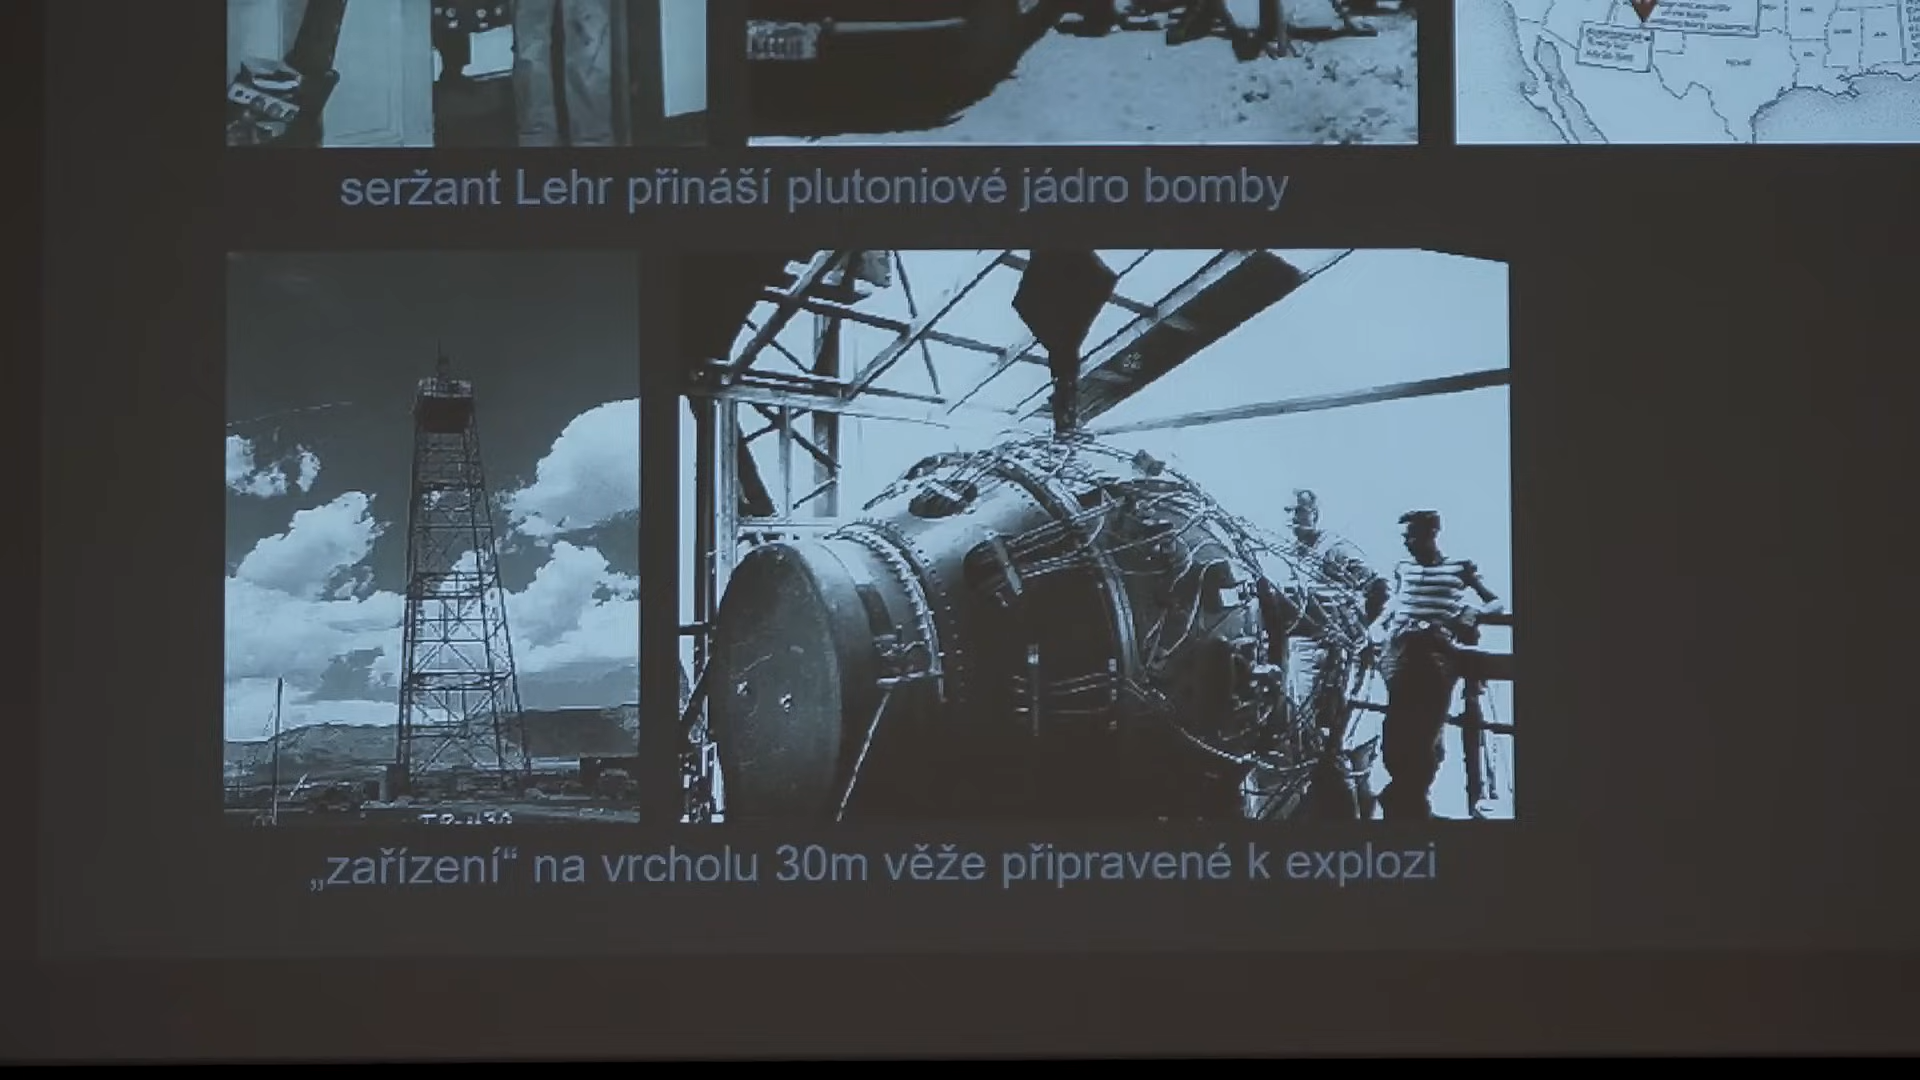 seržant Lehr přináší plutoniové jádro bomby
„zařízení“ na vrcholu 30m věže připravené k explozi